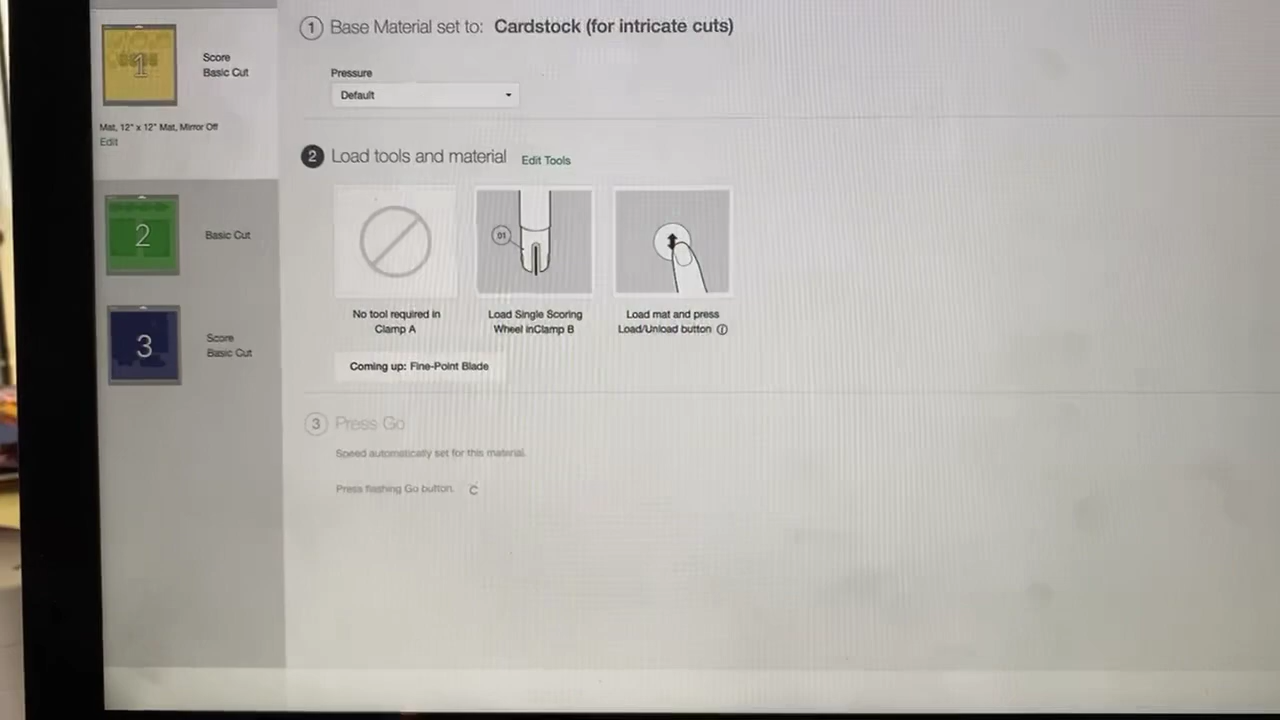 1
Score
Basic Cut
Mat, 12" x 12" Mat, Mirror Off
Edit
2
Basic Cut
3
Score
Basic Cut
1 Base Material set to: Cardstock (for intricate cuts)
Pressure
Default
2 Load tools and material Edit Tools
01
No tool required in
Clamp A
Load Single Scoring
Wheel inClamp B
Load mat and press
Load/Unload button i
Coming up: Fine-Point Blade
3 Press Go
Speed automatically set for this material.
Press flashing Go button. C